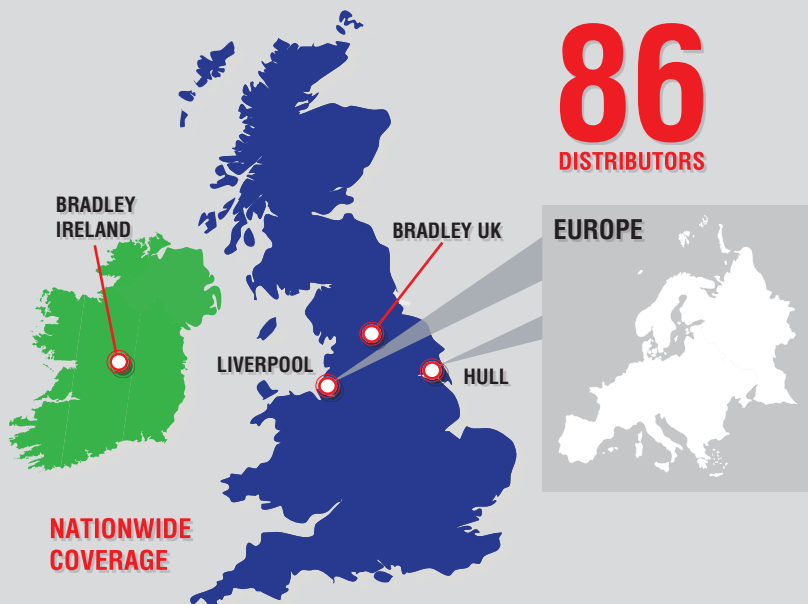 86
DISTRIBUTORS
BRADLEY
IRELAND
BRADLEY UK
EUROPE
LIVERPOOL
HULL
NATIONWIDE
COVERAGE